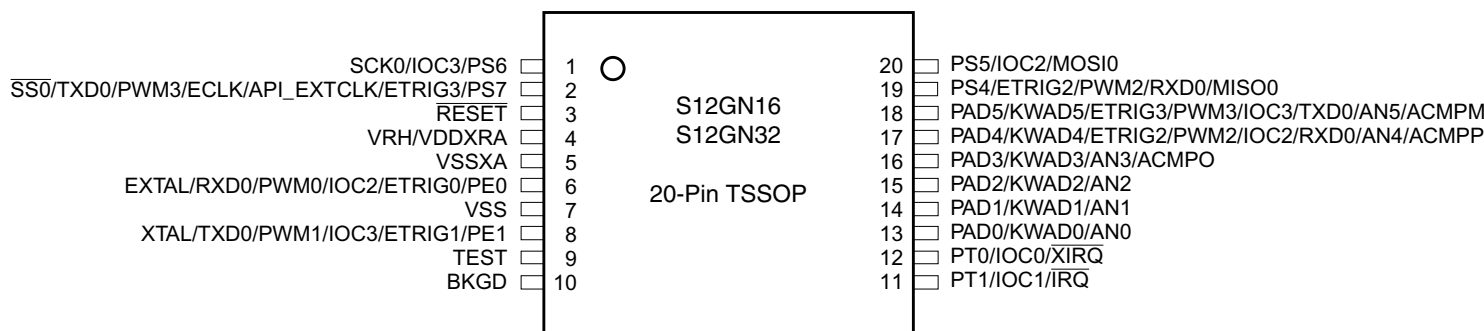 SCK0/IOC3/PS6 1
SS0/TXD0/PWM3/ECLK/API_EXTCLK/ETRIG3/PS7 2
RESET 3
VRH/VDDXRA 4
VSSXA 5
EXTAL/RXD0/PWM0/IOC2/ETRIG0/PE0 6
VSS 7
XTAL/TXD0/PWM1/IOC3/ETRIG1/PE1 8
TEST 9
BKGD 10
S12GN16
S12GN32
20-Pin TSSOP
20 PS5/IOC2/MOSI0
19 PS4/ETRIG2/PWM2/RXD0/MISO0
18 PAD5/KWAD5/ETRIG3/PWM3/IOC3/TXD0/AN5/ACMPM
17 PAD4/KWAD4/ETRIG2/PWM2/IOC2/RXD0/AN4/ACMPP
16 PAD3/KWAD3/AN3/ACMPO
15 PAD2/KWAD2/AN2
14 PAD1/KWAD1/AN1
13 PAD0/KWAD0/AN0
12 PT0/IOC0/XIRQ
11 PT1/IOC1/IRQ